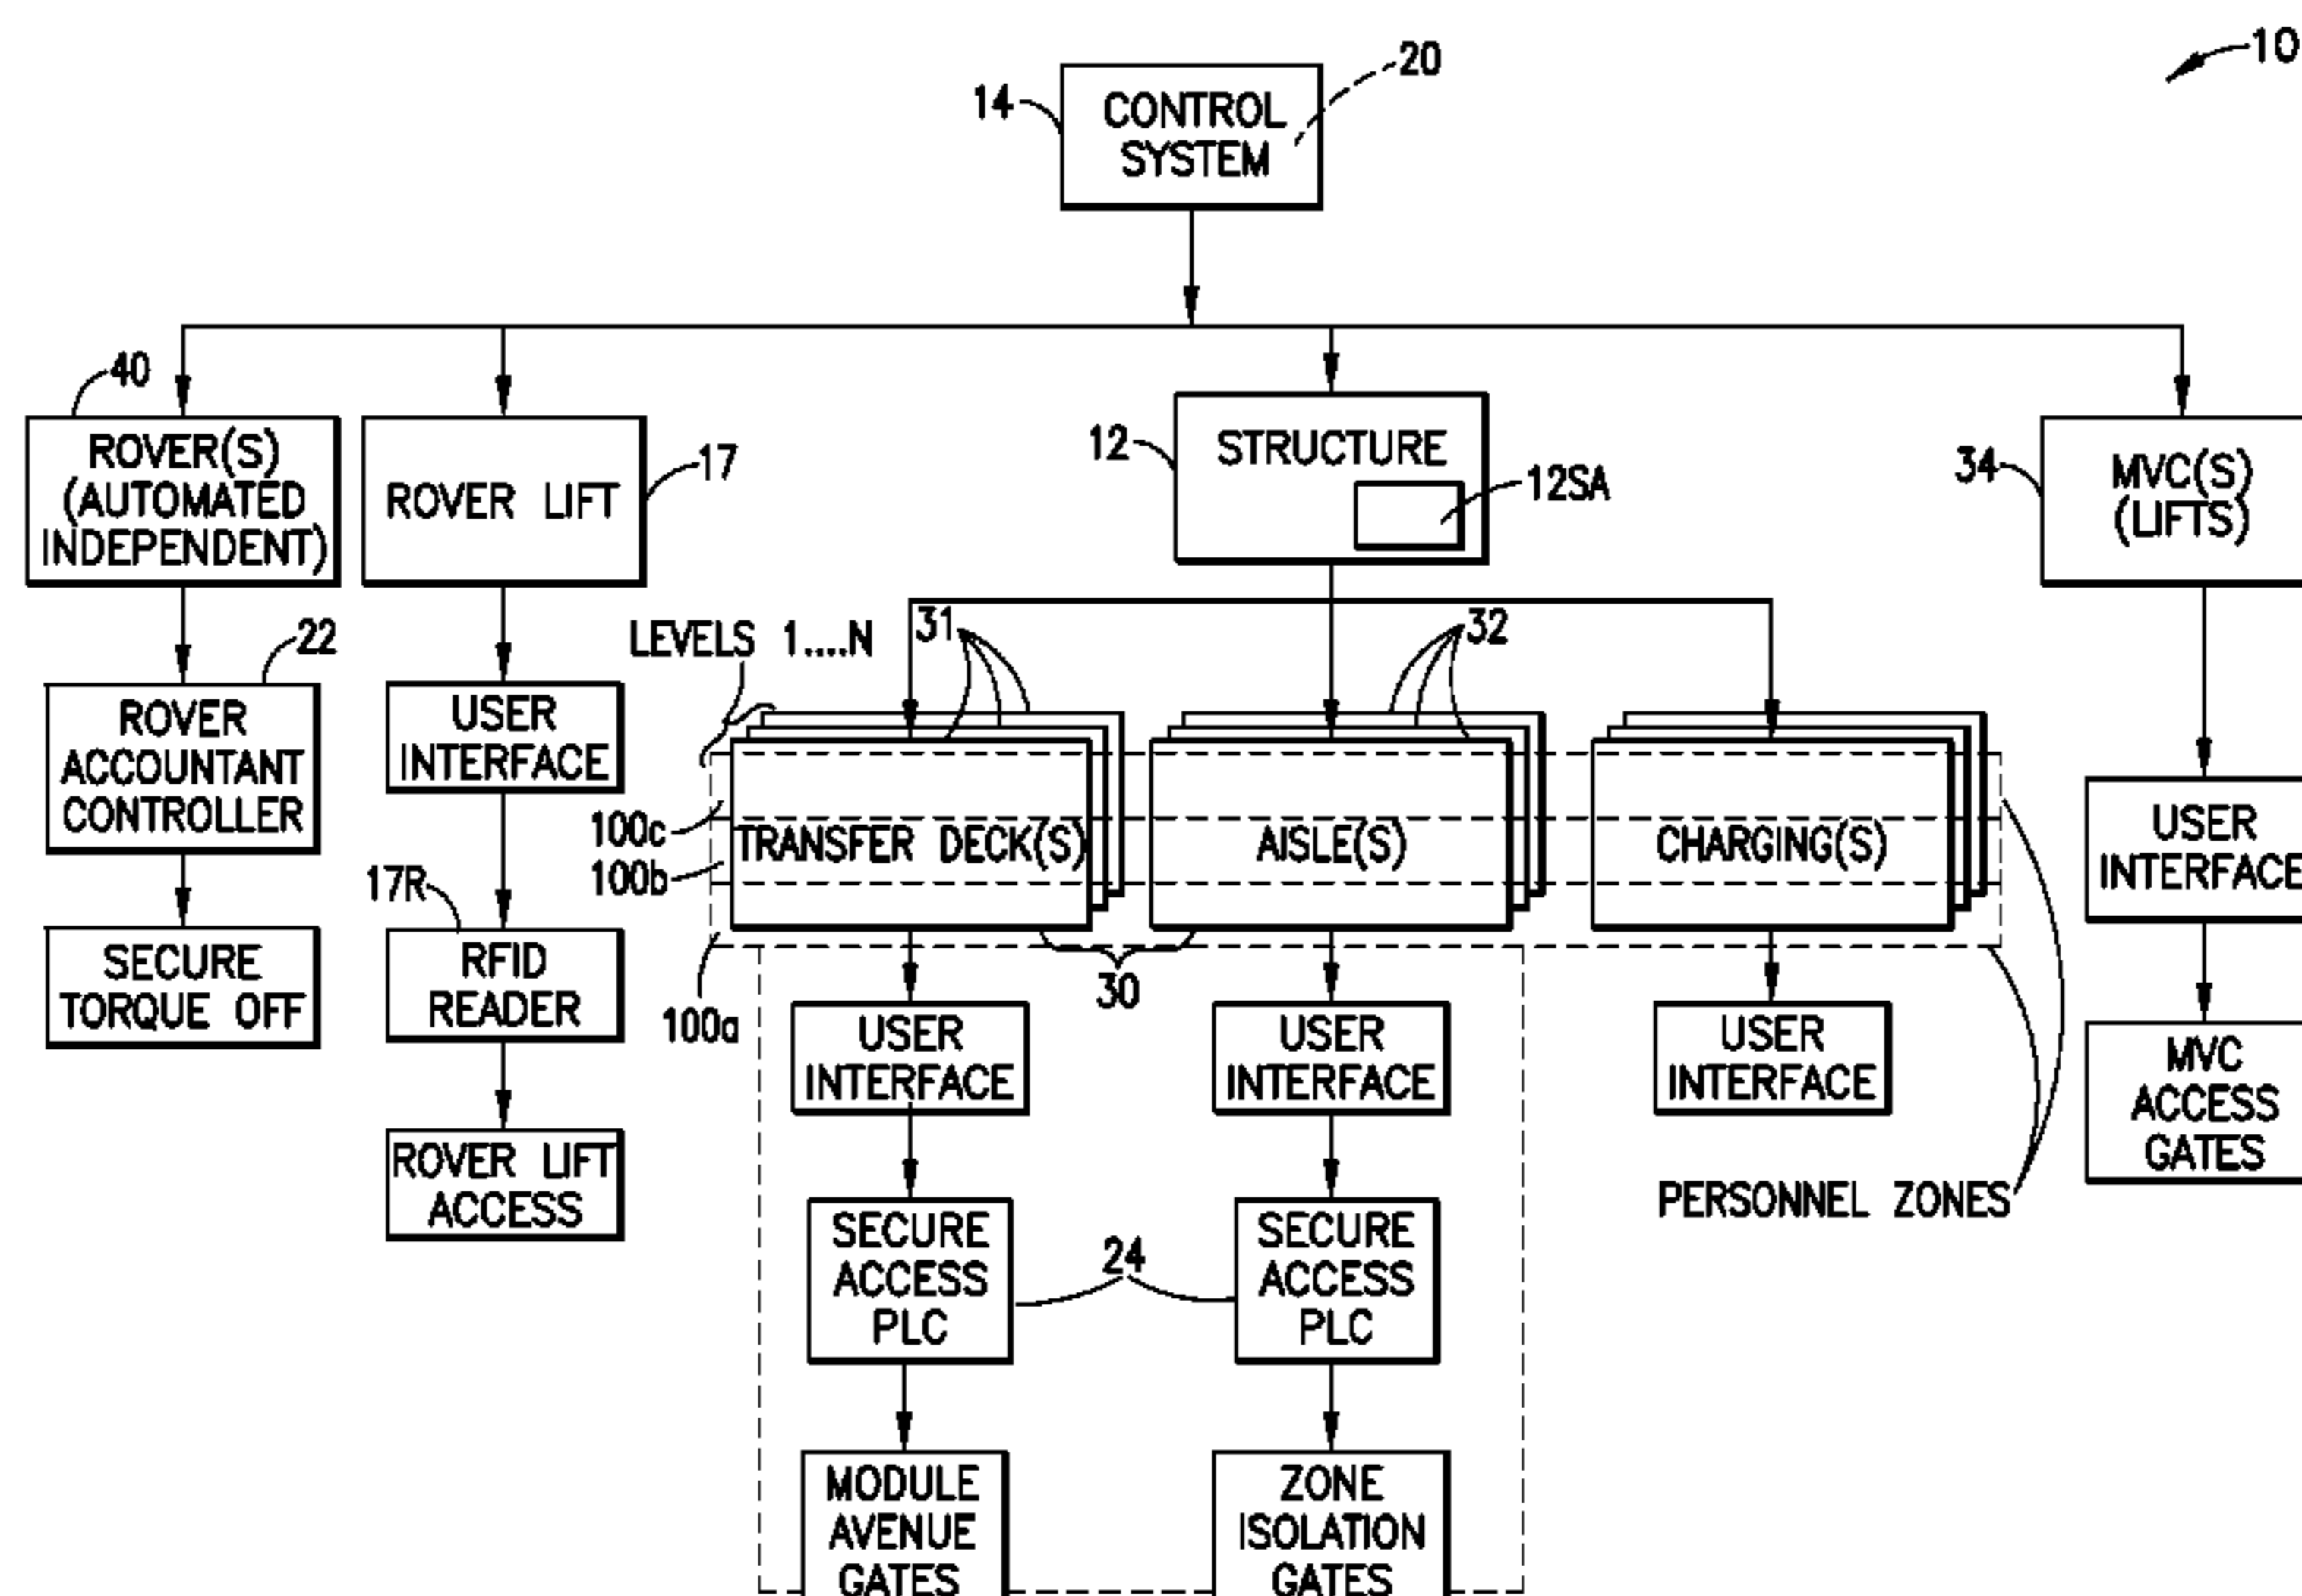 10
20
14
CONTROL
SYSTEM
40
ROVER(S)
(AUTOMATED
INDEPENDENT)
ROVER LIFT
17
12
STRUCTURE
12SA
34
MVC(S)
(LIFTS)
22
ROVER
ACCOUNTANT
CONTROLLER
SECURE
TORQUE OFF
USER
INTERFACE
17R
RFID
READER
ROVER LIFT
ACCESS
LEVELS 1....N
31
32
100c
100b
100a
TRANSFER DECK(S)
AISLE(S)
CHARGING(S)
30
USER
INTERFACE
SECURE
ACCESS
PLC
MODULE
AVENUE
GATES
24
USER
INTERFACE
SECURE
ACCESS
PLC
ZONE
ISOLATION
GATES
USER
INTERFACE
PERSONNEL ZONES
USER
INTERFACE
MVC
ACCESS
GATES